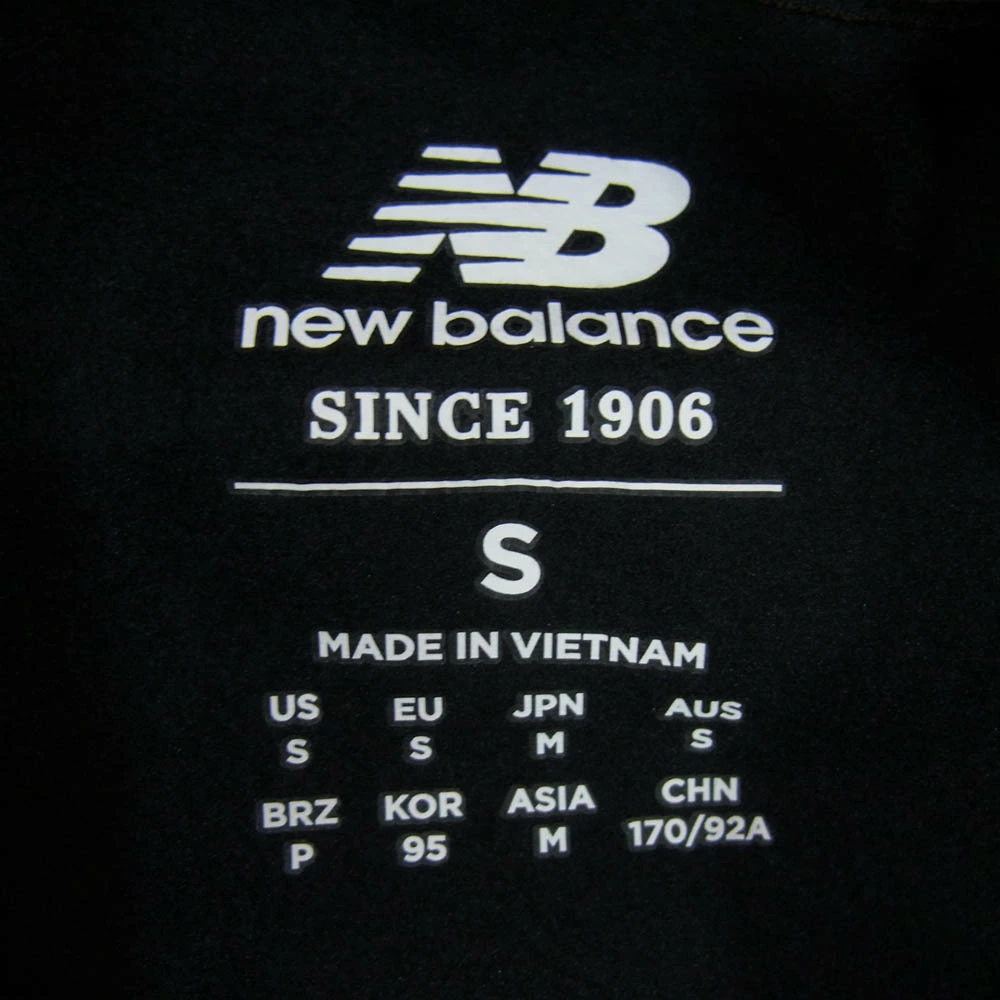 NB
new balance
SINCE 1906
S
MADE IN VIETNAM
US EU JPN AUS
S S M S
BRZ KOR ASIA CHN
P 95 M 170/92A